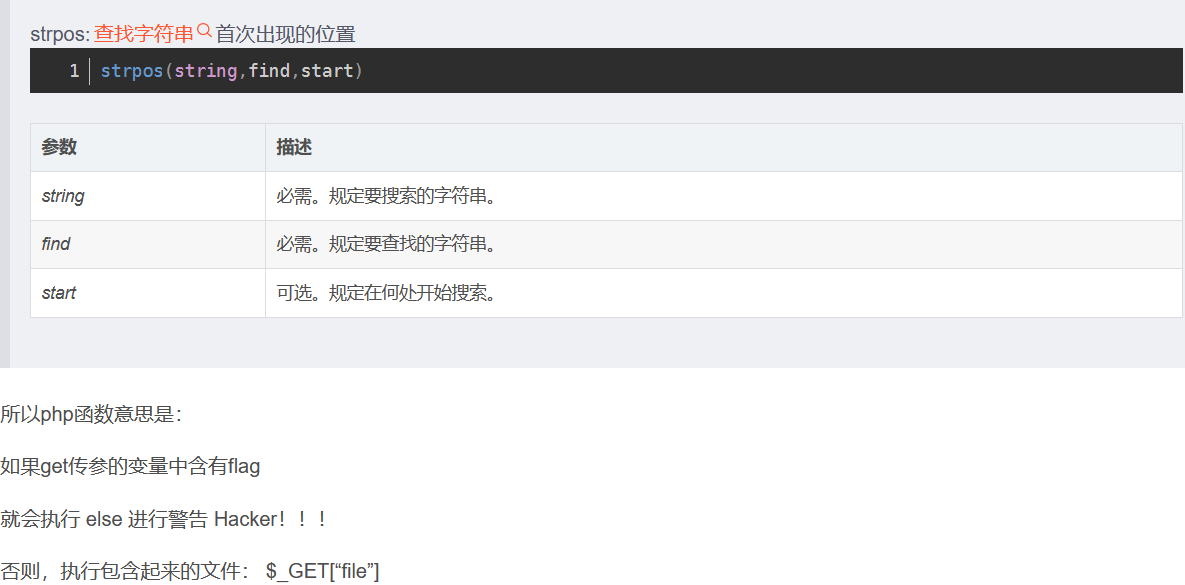 strpos: 查找字符串 首次出现的位置
1 strpos(string,find,start)
参数 描述
string 必需。规定要搜索的字符串。
find 必需。规定要查找的字符串。
start 可选。规定在何处开始搜索。
所以php函数意思是：
如果get传参的变量中含有flag
就会执行 else 进行警告 Hacker！！！
否则，执行包含起来的文件： $_GET[“file”]